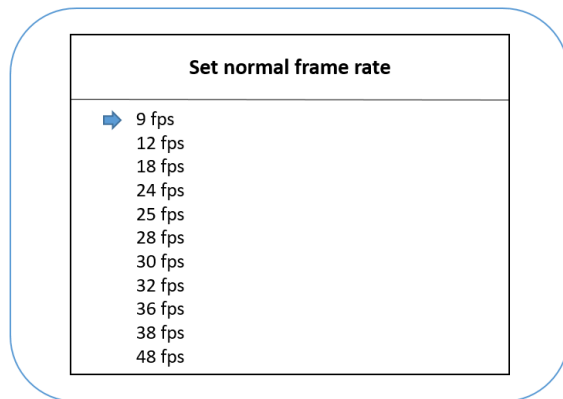 Set normal frame rate
9 fps
12 fps
18 fps
24 fps
25 fps
28 fps
30 fps
32 fps
36 fps
38 fps
48 fps